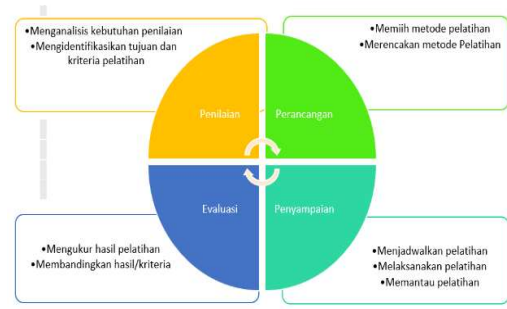 •Menganalisis kebutuhan penilaian
•Mengidentifikasikan tujuan dan
kriteria pelatihan
•Memiih metode pelatihan
•Merencakan metode Pelatihan
Penilaian
Perancangan
Evaluasi
Penyampaian
•Mengukur hasil pelatihan
•Membandingkan hasil/kriteria
•Menjadwalkan pelatihan
•Melaksanakan pelatihan
•Memantau pelatihan